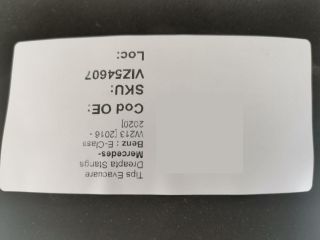 Tips Evacuare
Dreapta Stanga
Mercedes-
Benz : E-Class
W213 [2016 -
2020]
Cod OE:
SKU:
VIZ54607
Loc: